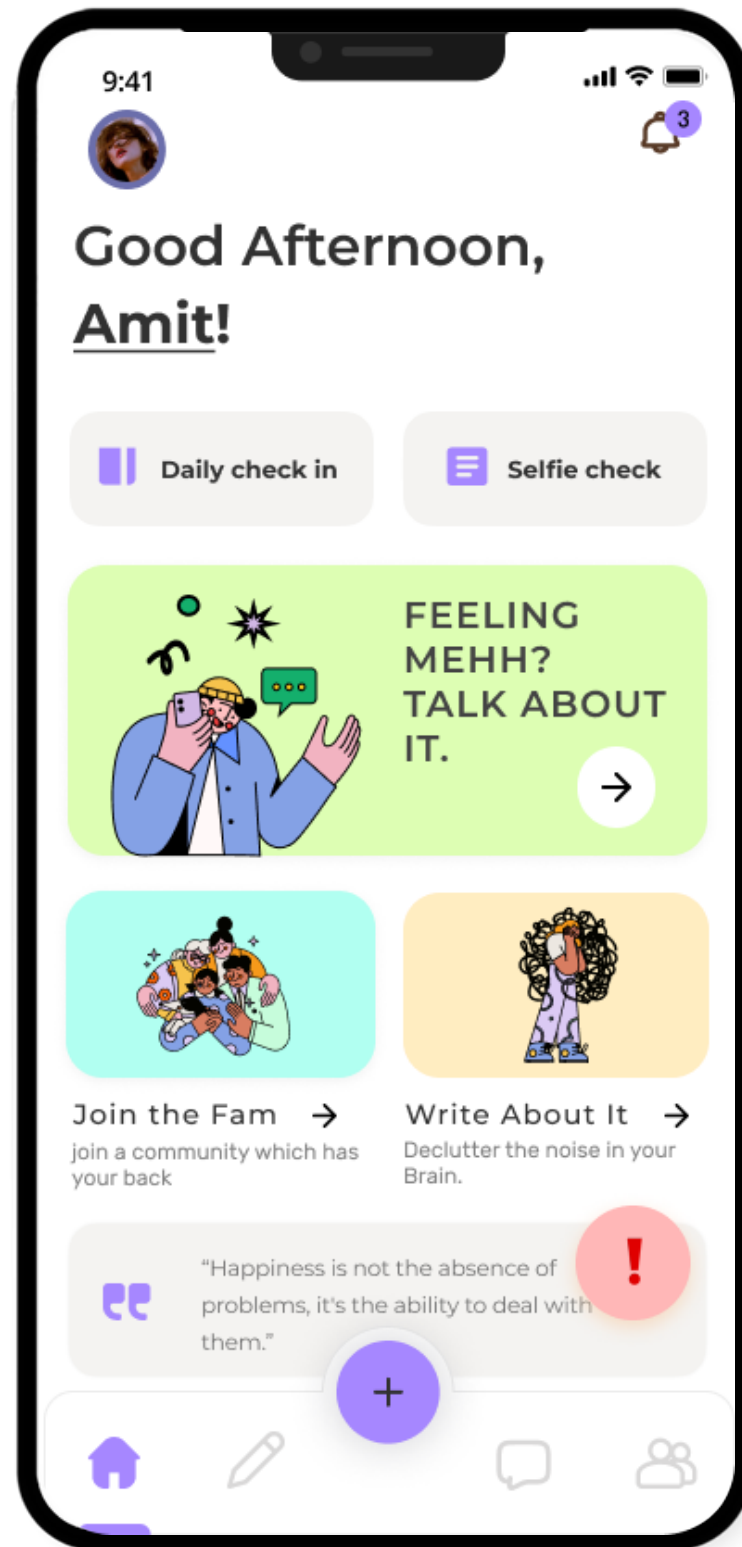 9:41
3
Good Afternoon,
Amit!
Daily check in
Selfie check
FEELING
MEHH?
TALK ABOUT
IT.
Join the Fam
join a community which has
your back
Write About It
Declutter the noise in your
Brain.
“Happiness is not the absence of
problems, it's the ability to deal with
them.”
!